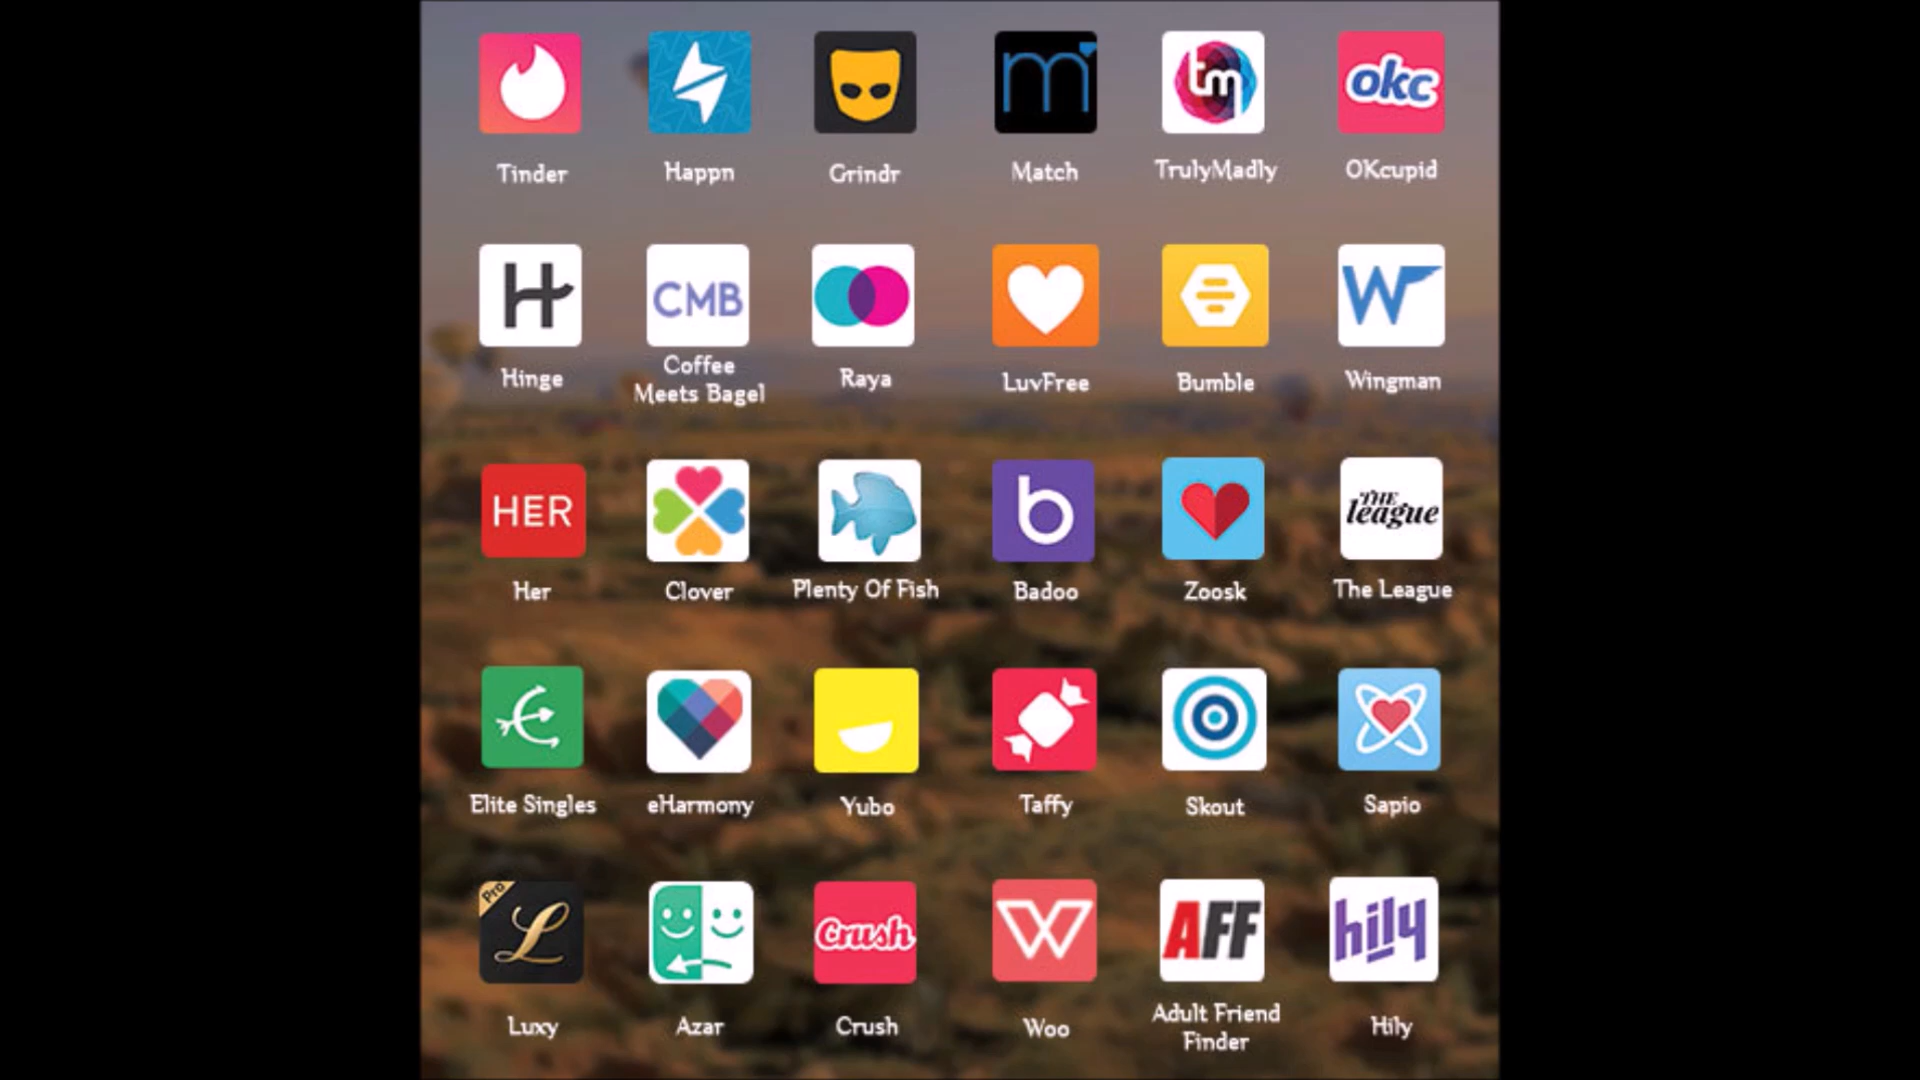 m
tm
okc
Tinder
Happn
Grindr
Match
TrulyMadly
OKcupid
H
CMB
W
Hinge
Coffee
Meets Bagel
Raya
LuvFree
Bumble
Wingman
HER
b
THE
league
Her
Clover
Plenty Of Fish
Badoo
Zoosk
The League
Elite Singles
eHarmony
Yubo
Taffy
Skout
Sapio
Pro
L
Crush
W
AFF
hily
Luxy
Azar
Crush
Woo
Adult Friend
Finder
Hily